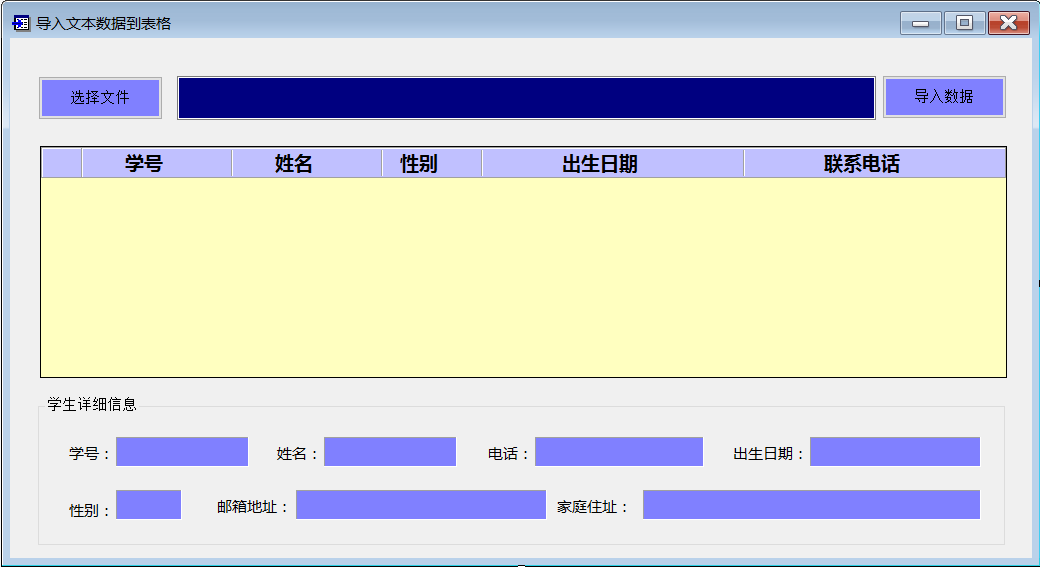 导入文本数据到表格
选择文件 导入数据
学号 姓名 性别 出生日期 联系电话
学生详细信息
学号： 姓名： 电话： 出生日期：
性别： 邮箱地址： 家庭住址：